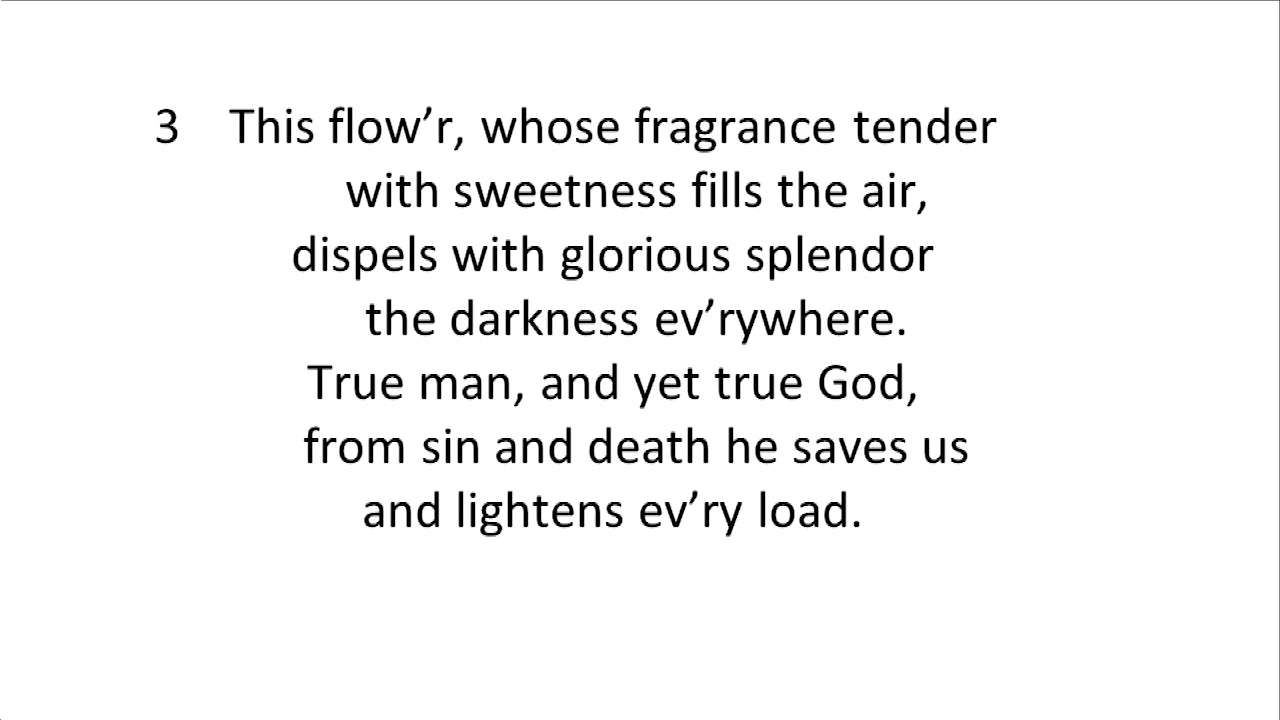 3 This flow’r, whose fragrance tender
with sweetness fills the air,
dispels with glorious splendor
the darkness ev’rywhere.
True man, and yet true God,
from sin and death he saves us
and lightens ev’ry load.